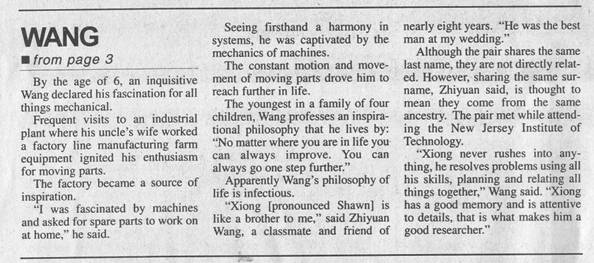 WANG
■ from page 3
By the age of 6, an inquisitive
Wang declared his fascination for all
things mechanical.
Frequent visits to an industrial
plant where his uncle's wife worked
a factory line manufacturing farm
equipment ignited his enthusiasm
for moving parts.
The factory became a source of
inspiration.
"I was fascinated by machines
and asked for spare parts to work on
at home," he said.
Seeing firsthand a harmony in
systems, he was captivated by the
mechanics of machines.
The constant motion and move-
ment of moving parts drove him to
reach further in life.
The youngest in a family of four
children, Wang professes an inspira-
tional philosophy that he lives by:
"No matter where you are in life you
can always improve. You can
always go one step further."
Apparently Wang's philosophy of
life is infectious.
"Xiong [pronounced Shawn] is
like a brother to me," said Zhiyuan
Wang, a classmate and friend of
nearly eight years. "He was the best
man at my wedding."
Although the pair shares the same
last name, they are not directly relat-
ed. However, sharing the same sur-
name, Zhiyuan said, is thought to
mean they come from the same
ancestry. The pair met while attend-
ing the New Jersey Institute of
Technology.
"Xiong never rushes into any-
thing, he resolves problems using all
his skills, planning and relating all
things together," Wang said. "Xiong
has a good memory and is attentive
to details, that is what makes him a
good researcher."